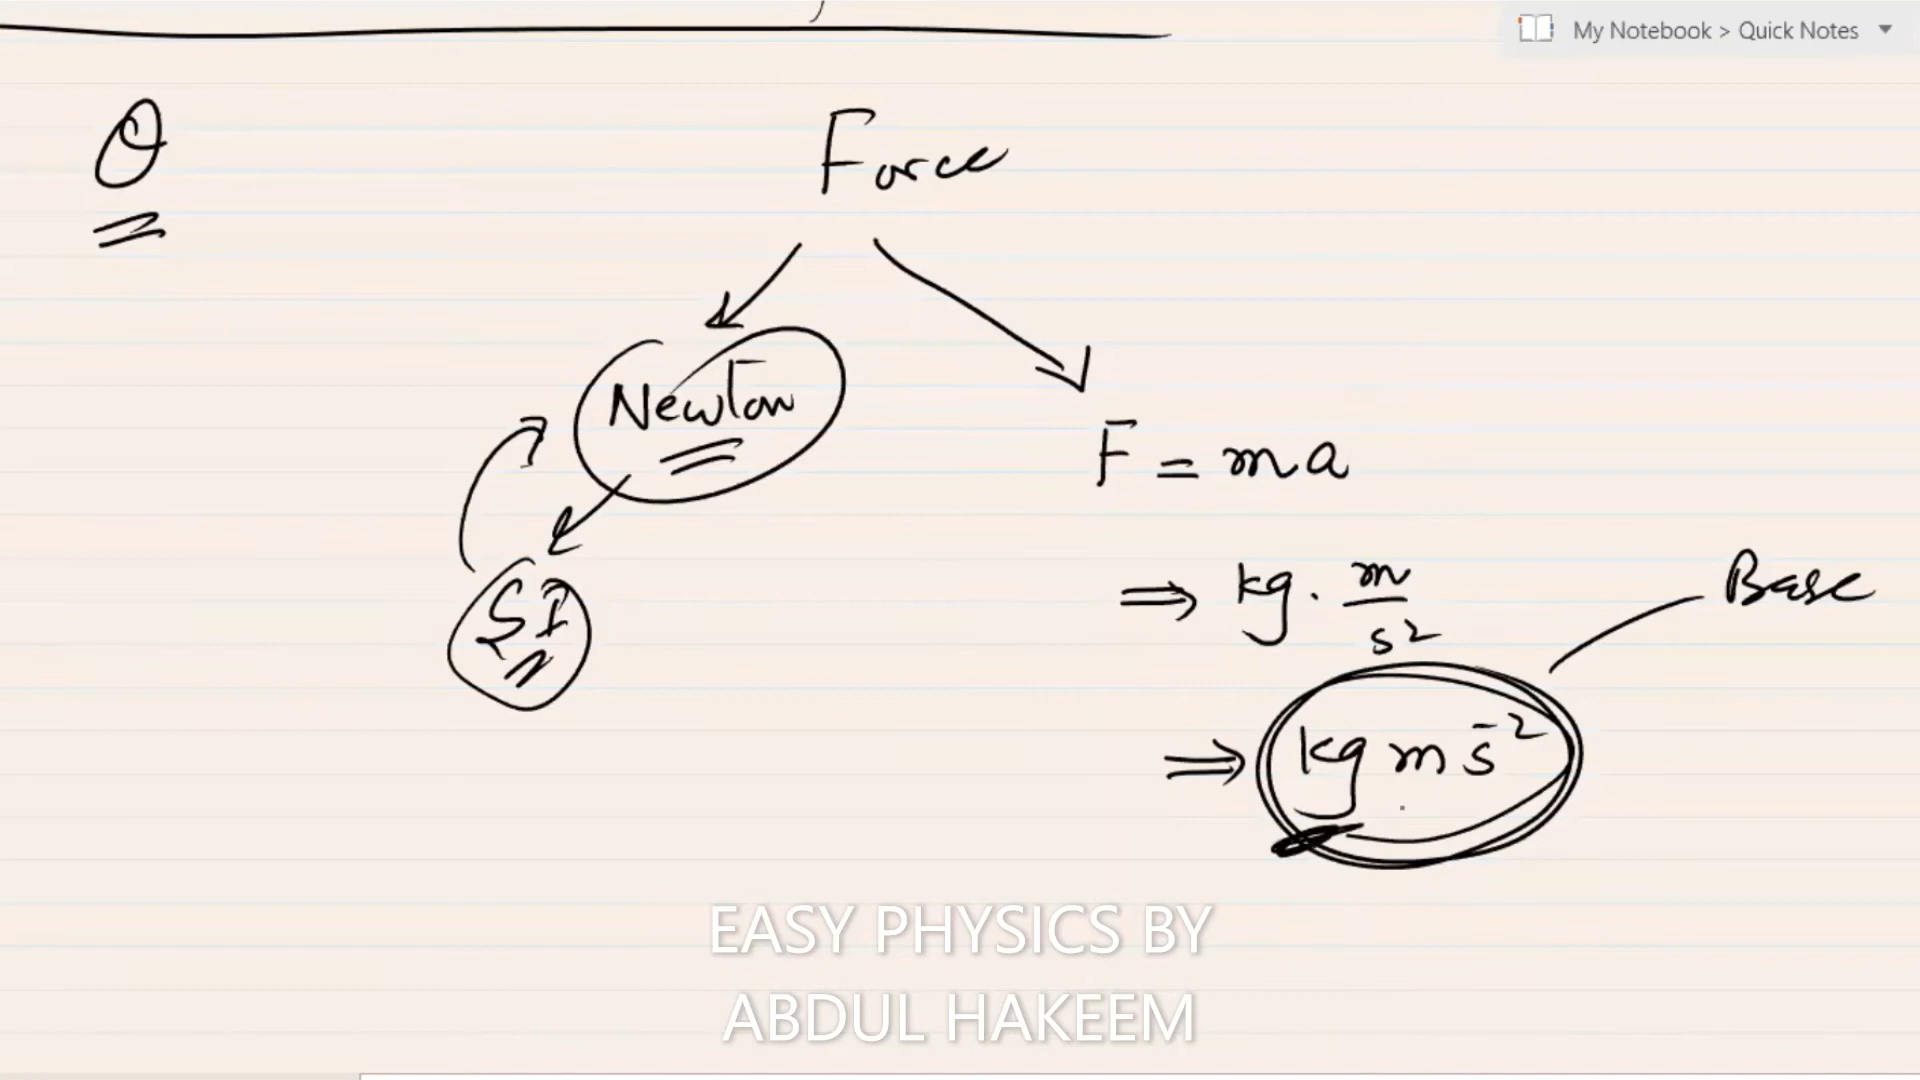 My Notebook > Quick Notes
Force
Newton
SI
F = ma
⇒ kg . m/s²
Base
⇒ kg m s⁻²
EASY PHYSICS BY
ABDUL HAKEEM